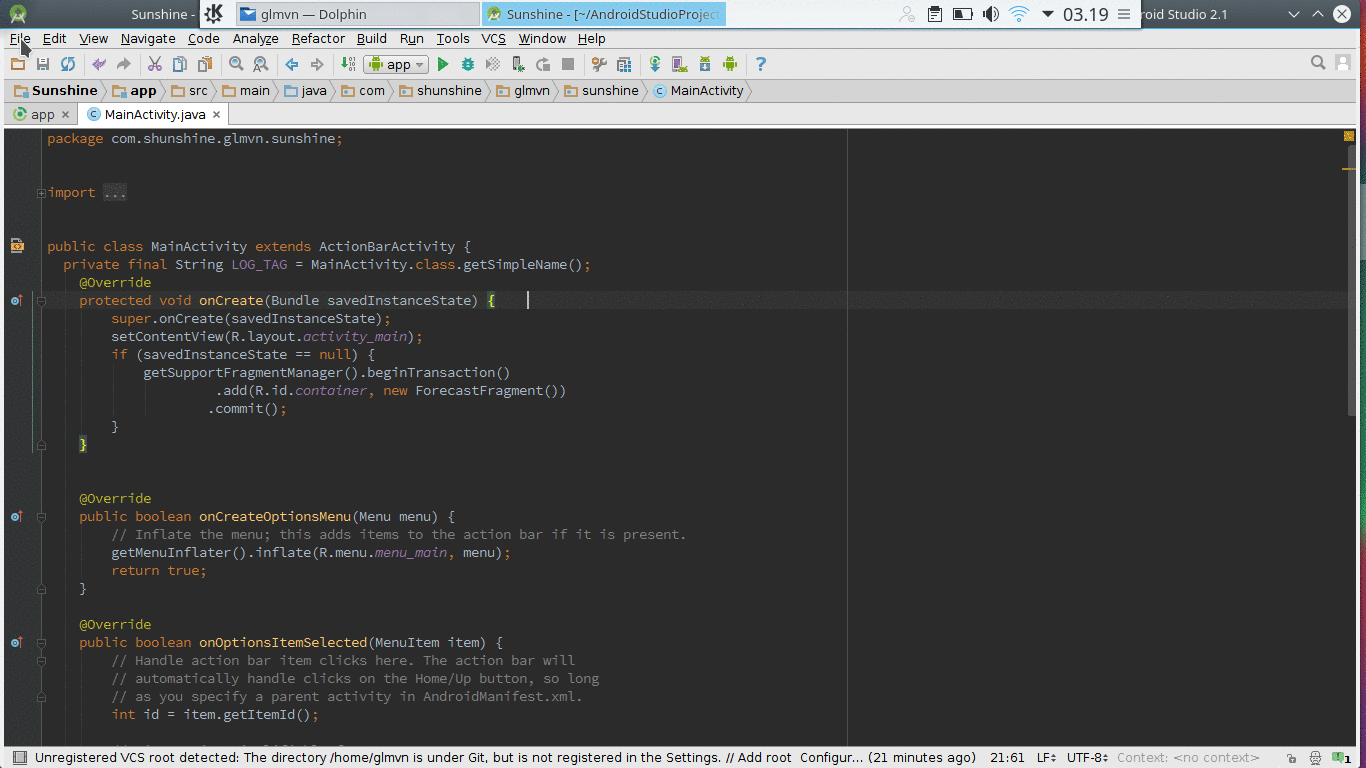 Sunshine -
glmvn — Dolphin
Sunshine - [~/AndroidStudioProject
03.19
roid Studio 2.1
File Edit View Navigate Code Analyze Refactor Build Run Tools VCS Window Help
app
Sunshine app src main java com shunshine glmvn sunshine MainActivity
app MainActivity.java
package com.shunshine.glmvn.sunshine;
import ...
public class MainActivity extends ActionBarActivity {
private final String LOG_TAG = MainActivity.class.getSimpleName();
@Override
protected void onCreate(Bundle savedInstanceState) {
super.onCreate(savedInstanceState);
setContentView(R.layout.activity_main);
if (savedInstanceState == null) {
getSupportFragmentManager().beginTransaction()
.add(R.id.container, new ForecastFragment())
.commit();
}
}
@Override
public boolean onCreateOptionsMenu(Menu menu) {
// Inflate the menu; this adds items to the action bar if it is present.
getMenuInflater().inflate(R.menu.menu_main, menu);
return true;
}
@Override
public boolean onOptionsItemSelected(MenuItem item) {
// Handle action bar item clicks here. The action bar will
// automatically handle clicks on the Home/Up button, so long
// as you specify a parent activity in AndroidManifest.xml.
int id = item.getItemId();
Unregistered VCS root detected: The directory /home/glmvn is under Git, but is not registered in the Settings. // Add root Configur... (21 minutes ago) 21:61 LF UTF-8 Context: <no context> 1